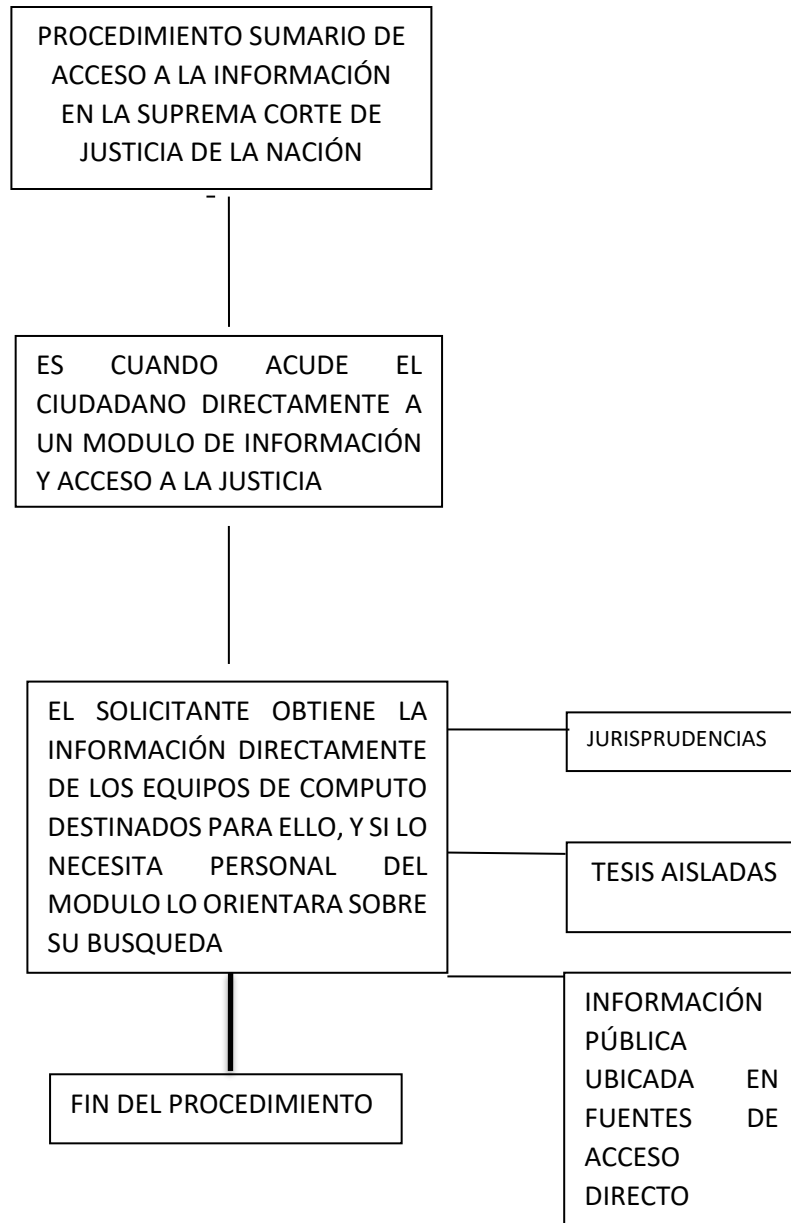 PROCEDIMIENTO SUMARIO DE
ACCESO A LA INFORMACIÓN
EN LA SUPREMA CORTE DE
JUSTICIA DE LA NACIÓN
ES CUANDO ACUDE EL
CIUDADANO DIRECTAMENTE A
UN MODULO DE INFORMACIÓN
Y ACCESO A LA JUSTICIA
EL SOLICITANTE OBTIENE LA
INFORMACIÓN DIRECTAMENTE
DE LOS EQUIPOS DE COMPUTO
DESTINADOS PARA ELLO, Y SI LO
NECESITA PERSONAL DEL
MODULO LO ORIENTARA SOBRE
SU BUSQUEDA
JURISPRUDENCIAS
TESIS AISLADAS
INFORMACIÓN
PÚBLICA
UBICADA EN
FUENTES DE
ACCESO
DIRECTO
FIN DEL PROCEDIMIENTO